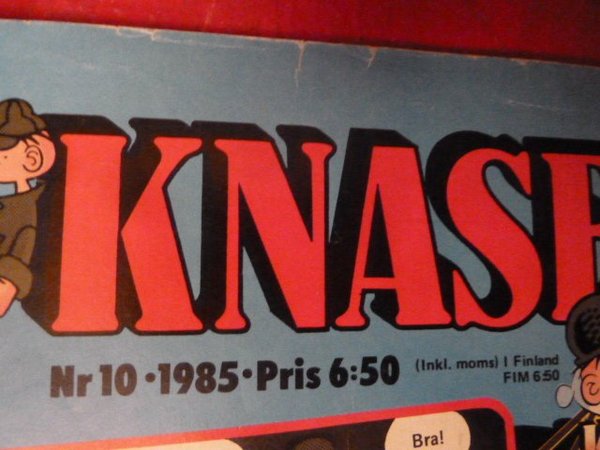 KNASE
Nr 10 • 1985 • Pris 6:50
(Inkl. moms) I Finland
FIM 6:50
Bra!